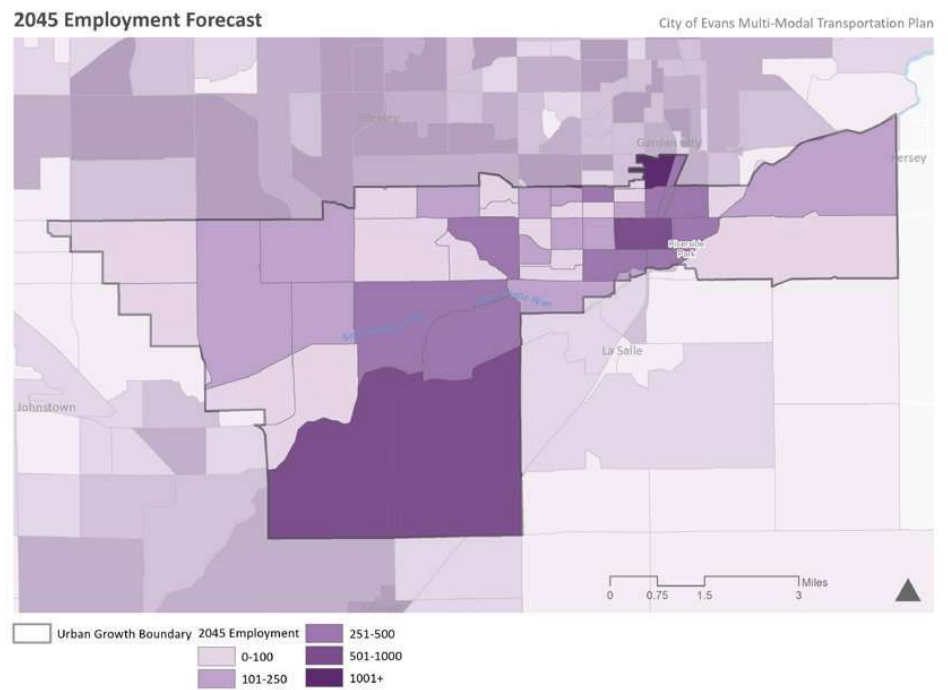 2045 Employment Forecast
City of Evans Multi-Modal Transportation Plan
Greeley
Garden City
ersey
Riverside
Park
La Salle
Johnstown
Miles
0 0.75 1.5 3
Urban Growth Boundary
2045 Employment
0-100
101-250
251-500
501-1000
1001+